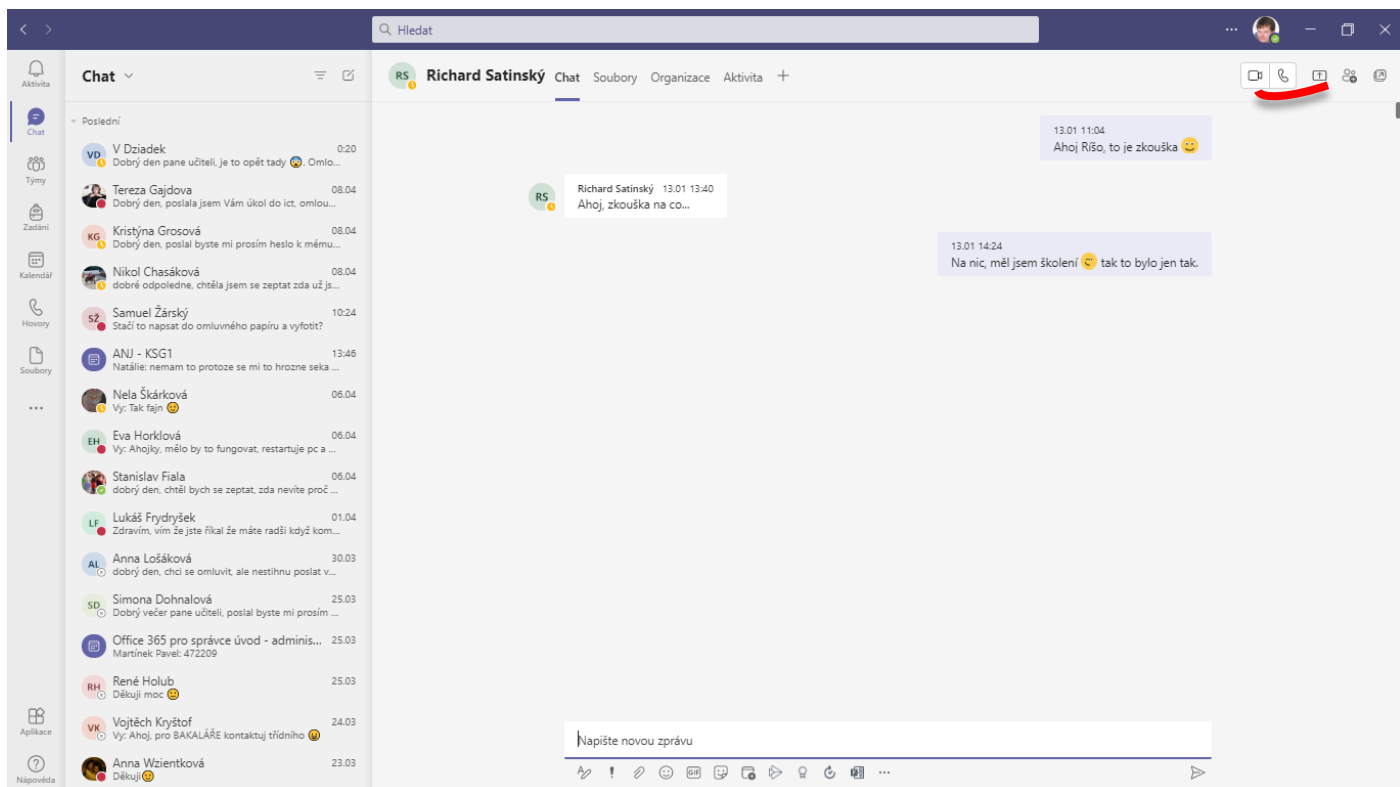 Hledat
Aktivita
Chat
Týmy
Zadání
Kalendář
Hovory
Soubory
Aplikace
Nápověda
Chat
Poslední
VD V Dziadek 0:20
Dobrý den pane učiteli, je to opět tady 😨. Omlo...
Tereza Gajdova 08.04
Dobrý den, poslala jsem Vám úkol do ict, omlou...
KG Kristýna Grosová 08.04
Dobrý den, poslal byste mi prosím heslo k mému...
Nikol Chasáková 08.04
dobré odpoledne, chtěla jsem se zeptat zda už js...
SŽ Samuel Žárský 10:24
Stačí to napsat do omluvného papíru a vyfotit?
ANJ - KSG1 13:46
Natálie: nemam to protoze se mi to hrozne seka ...
Nela Škárková 06.04
Vy: Tak fajn 🙂
EH Eva Horklová 06.04
Vy: Ahojky, mělo by to fungovat, restartuje pc a ...
Stanislav Fiala 06.04
dobrý den, chtěl bych se zeptat, zda nevíte proč ...
LF Lukáš Frydryšek 01.04
Zdravím, vím že jste říkal že máte radši když kom...
AL Anna Lošáková 30.03
dobrý den, chci se omluvit, ale nestihnu poslat v...
SD Simona Dohnalová 25.03
Dobrý večer pane učiteli, poslal byste mi prosím ...
Office 365 pro správce úvod - adminis... 25.03
Martínek Pavel: 472209
RH René Holub 25.03
Děkuji moc 🙂
VK Vojtěch Kryštof 24.03
Vy: Ahoj, pro BAKALÁŘE kontaktuj třídního 😀
Anna Wzientková 23.03
Děkuji🙂
RS Richard Satinský Chat Soubory Organizace Aktivita
13.01 11:04
Ahoj Ríšo, to je zkouška 😀
RS Richard Satinský 13.01 13:40
Ahoj, zkouška na co...
13.01 14:24
Na nic, měl jsem školení 😉 tak to bylo jen tak.
Napište novou zprávu
GIF